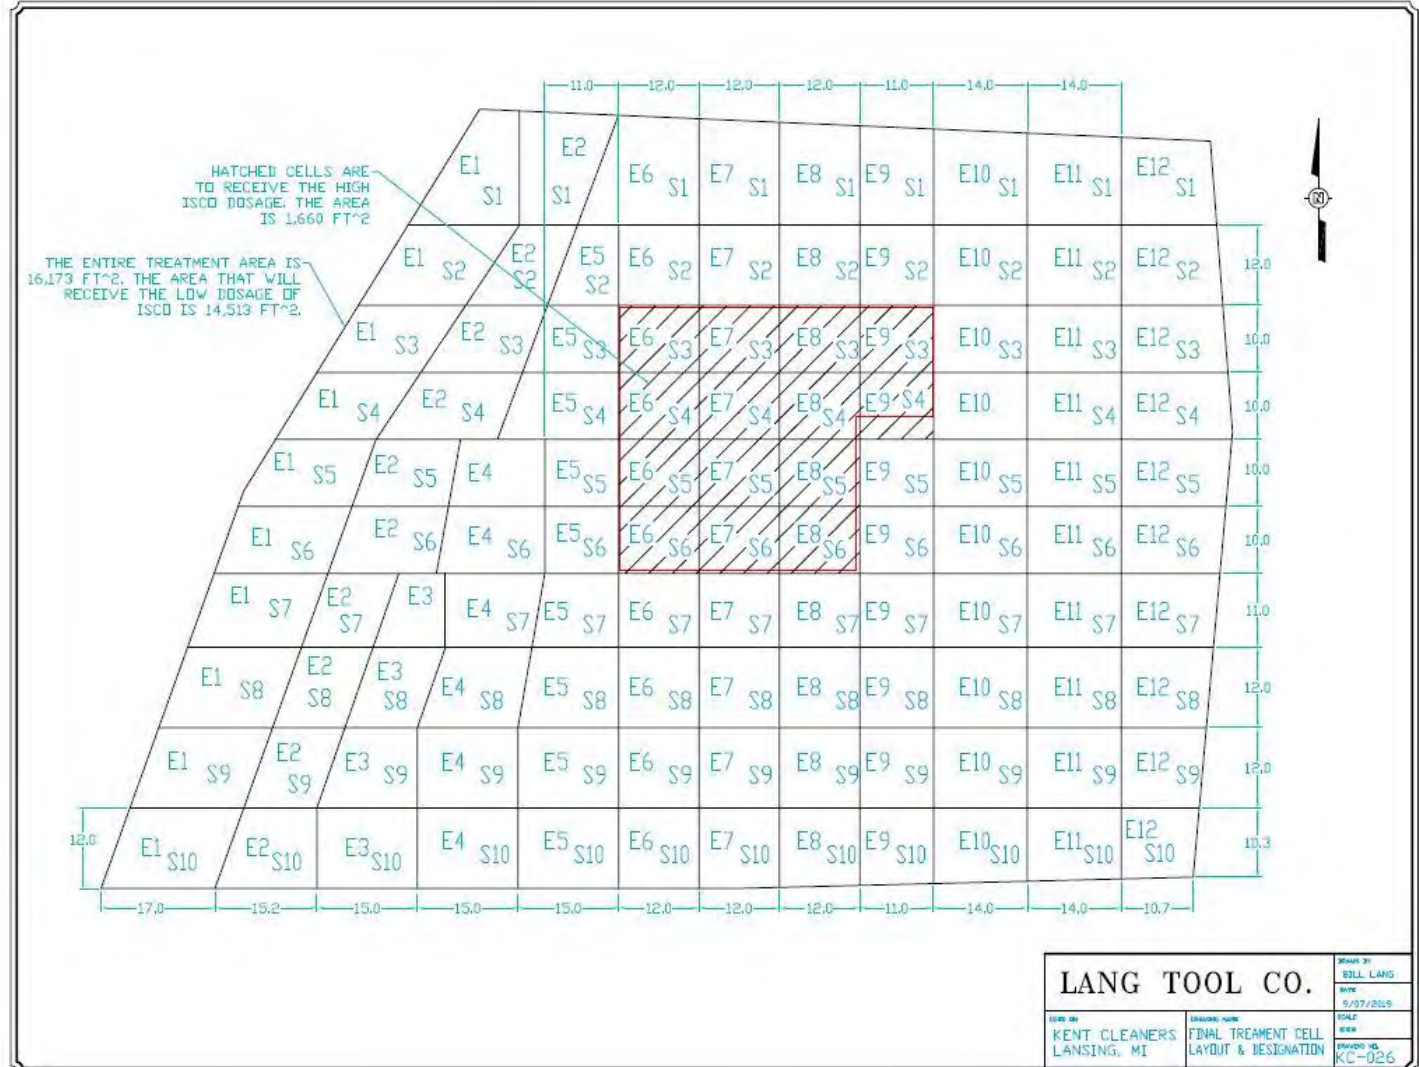 11.0 12.0 12.0 12.0 11.0 14.0 14.0
HATCHED CELLS ARE
TO RECEIVE THE HIGH
ISCO DOSAGE. THE AREA
IS 1,660 FT^2
THE ENTIRE TREATMENT AREA IS
16,173 FT^2. THE AREA THAT WILL
RECEIVE THE LOW DOSAGE OF
ISCO IS 14,513 FT^2.
N
E1 S1 E2 S1 E6 S1 E7 S1 E8 S1 E9 S1 E10 S1 E11 S1 E12 S1
E1 S2 E2 S2 E5 S2 E6 S2 E7 S2 E8 S2 E9 S2 E10 S2 E11 S2 E12 S2 12.0
E1 S3 E2 S3 E5 S3 E6 S3 E7 S3 E8 S3 E9 S3 E10 S3 E11 S3 E12 S3 10.0
E1 S4 E2 S4 E5 S4 E6 S4 E7 S4 E8 S4 E9 S4 E10 E11 S4 E12 S4 10.0
E1 S5 E2 S5 E4 E5 S5 E6 S5 E7 S5 E8 S5 E9 S5 E10 S5 E11 S5 E12 S5 10.0
E1 S6 E2 S6 E4 S6 E5 S6 E6 S6 E7 S6 E8 S6 E9 S6 E10 S6 E11 S6 E12 S6 10.0
E1 S7 E2 S7 E3 E4 S7 E5 S7 E6 S7 E7 S7 E8 S7 E9 S7 E10 S7 E11 S7 E12 S7 11.0
E1 S8 E2 S8 E3 S8 E4 S8 E5 S8 E6 S8 E7 S8 E8 S8 E9 S8 E10 S8 E11 S8 E12 S8 12.0
E1 S9 E2 S9 E3 S9 E4 S9 E5 S9 E6 S9 E7 S9 E8 S9 E9 S9 E10 S9 E11 S9 E12 S9 12.0
12.0 E1 S10 E2 S10 E3 S10 E4 S10 E5 S10 E6 S10 E7 S10 E8 S10 E9 S10 E10 S10 E11 S10 E12 S10 10.3
17.0 15.2 15.0 15.0 15.0 12.0 12.0 12.0 11.0 14.0 14.0 10.7
LANG TOOL CO.
DRAWN BY
BILL LANG
DATE
9/07/2019
USED ON
KENT CLEANERS
LANSING, MI
DRAWING NAME
FINAL TREAMENT CELL
LAYOUT & DESIGNATION
SCALE
DRAWING NO.
KC-026